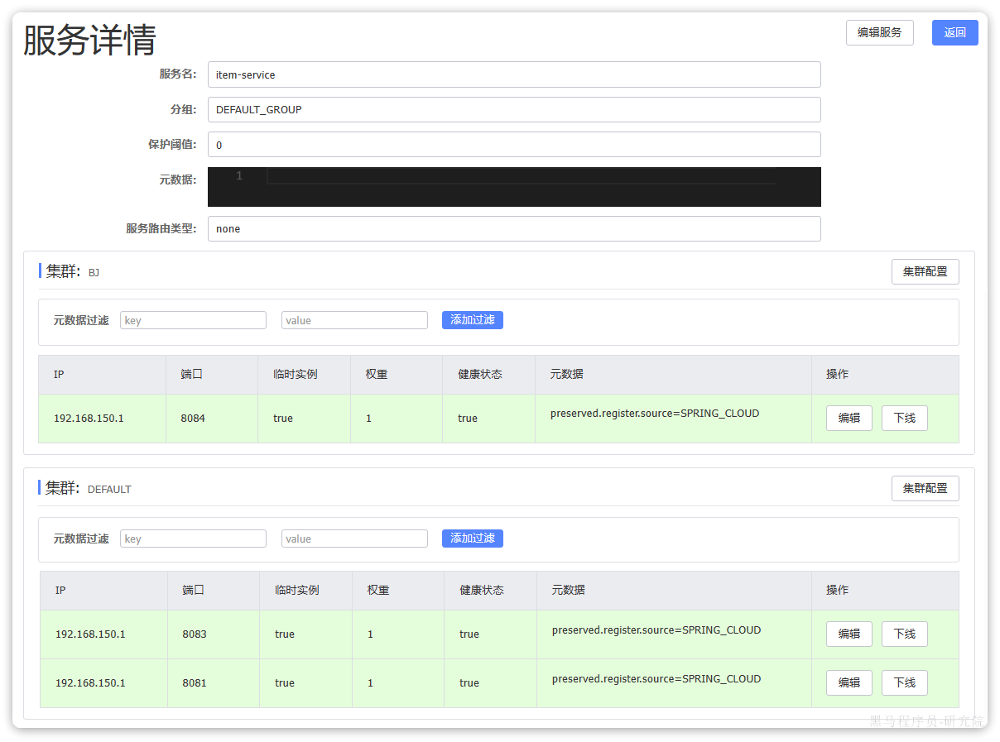 服务详情
编辑服务 返回
服务名: item-service
分组: DEFAULT_GROUP
保护阈值: 0
元数据: 1
服务路由类型: none
集群: BJ 集群配置
元数据过滤 key value 添加过滤
IP 端口 临时实例 权重 健康状态 元数据 操作
192.168.150.1 8084 true 1 true preserved.register.source=SPRING_CLOUD 编辑 下线
集群: DEFAULT 集群配置
元数据过滤 key value 添加过滤
IP 端口 临时实例 权重 健康状态 元数据 操作
192.168.150.1 8083 true 1 true preserved.register.source=SPRING_CLOUD 编辑 下线
192.168.150.1 8081 true 1 true preserved.register.source=SPRING_CLOUD 编辑 下线
黑马程序员-研究院